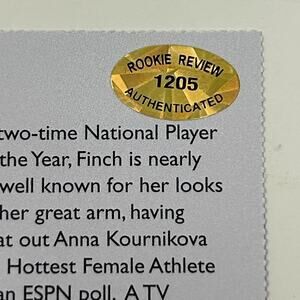 ROOKIE REVIEW
1205
AUTHENTICATED
two-time National Player
the Year, Finch is nearly
well known for her looks
her great arm, having
at out Anna Kournikova
Hottest Female Athlete
an ESPN poll. A TV